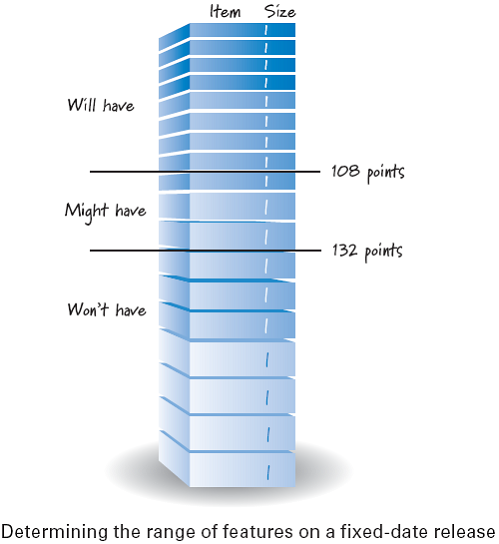 Item Size
Will have
108 points
Might have
132 points
Won't have
Determining the range of features on a fixed-date release